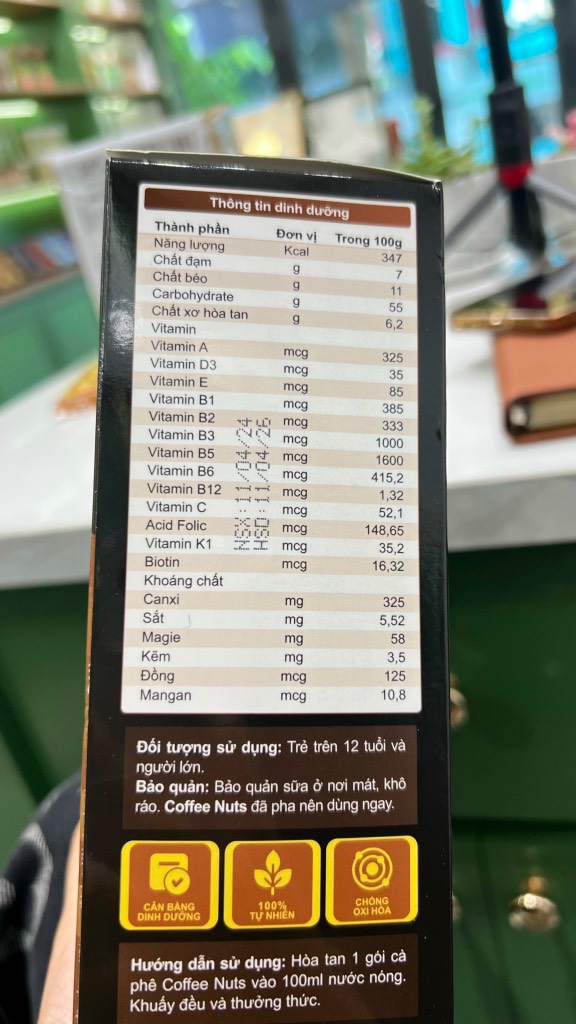 Thông tin dinh dưỡng
Thành phần Đơn vị Trong 100g
Năng lượng Kcal 347
Chất đạm g 7
Chất béo g 11
Carbohydrate g 55
Chất xơ hòa tan g 6,2
Vitamin
Vitamin A mcg 325
Vitamin D3 mcg 35
Vitamin E mcg 85
Vitamin B1 mcg 385
Vitamin B2 mcg 333
Vitamin B3 mcg 1000
Vitamin B5 mcg 1600
Vitamin B6 mcg 415,2
Vitamin B12 mcg 1,32
Vitamin C mcg 52,1
Acid Folic mcg 148,65
Vitamin K1 mcg 35,2
Biotin mcg 16,32
Khoáng chất
Canxi mg 325
Sắt mg 5,52
Magie mg 58
Kẽm mg 3,5
Đồng mcg 125
Mangan mcg 10,8
NSX: 11/04/24
HSD: 11/04/26
Đối tượng sử dụng: Trẻ trên 12 tuổi và
người lớn.
Bảo quản: Bảo quản sữa ở nơi mát, khô
ráo. Coffee Nuts đã pha nên dùng ngay.
CÂN BẰNG
DINH DƯỠNG
100%
TỰ NHIÊN
CHỐNG
OXI HÓA
Hướng dẫn sử dụng: Hòa tan 1 gói cà
phê Coffee Nuts vào 100ml nước nóng.
Khuấy đều và thưởng thức.